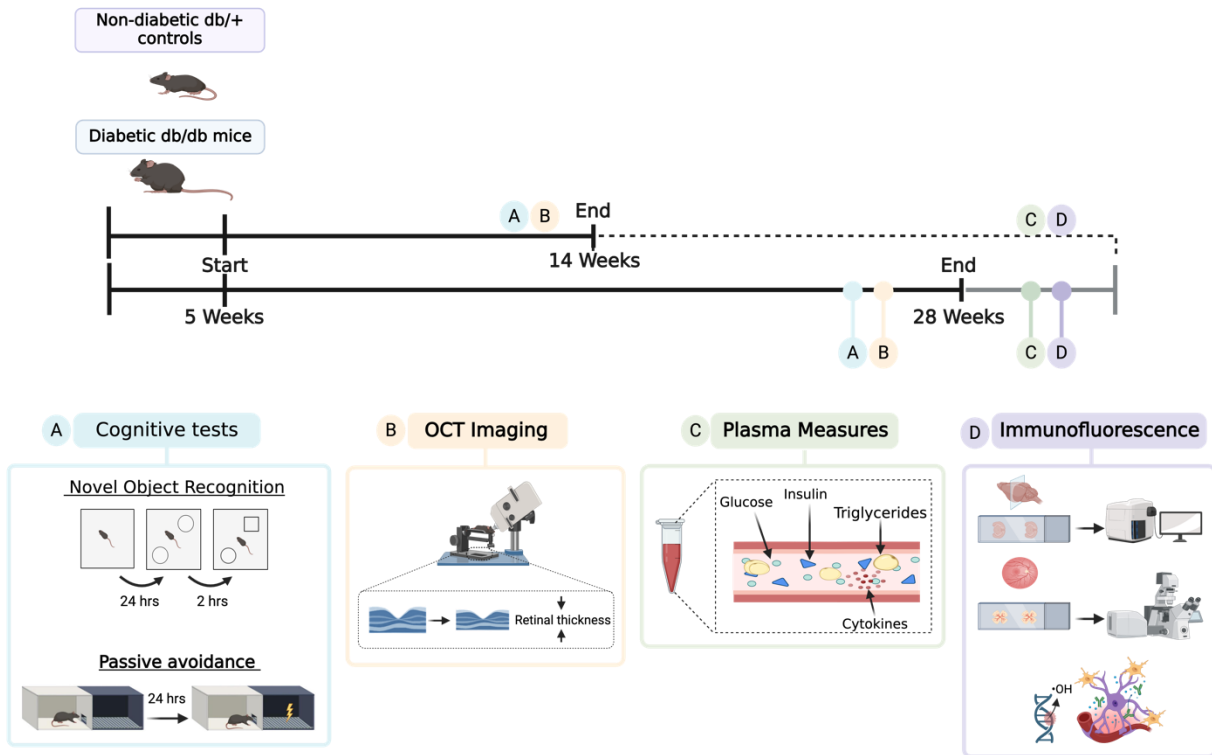 Non-diabetic db/+
controls
Diabetic db/db mice
A B End C D
Start
14 Weeks
End
5 Weeks
28 Weeks
A B C D
A Cognitive tests
Novel Object Recognition
24 hrs
2 hrs
Passive avoidance
24 hrs
B OCT Imaging
Retinal thickness
C Plasma Measures
Glucose
Insulin
Triglycerides
Cytokines
D Immunofluorescence
•OH